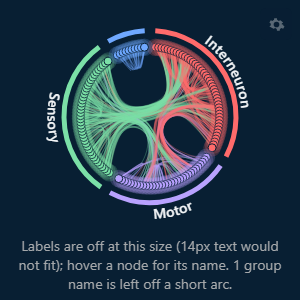 Interneuron
Sensory
Motor
Labels are off at this size (14px text would
not fit); hover a node for its name. 1 group
name is left off a short arc.